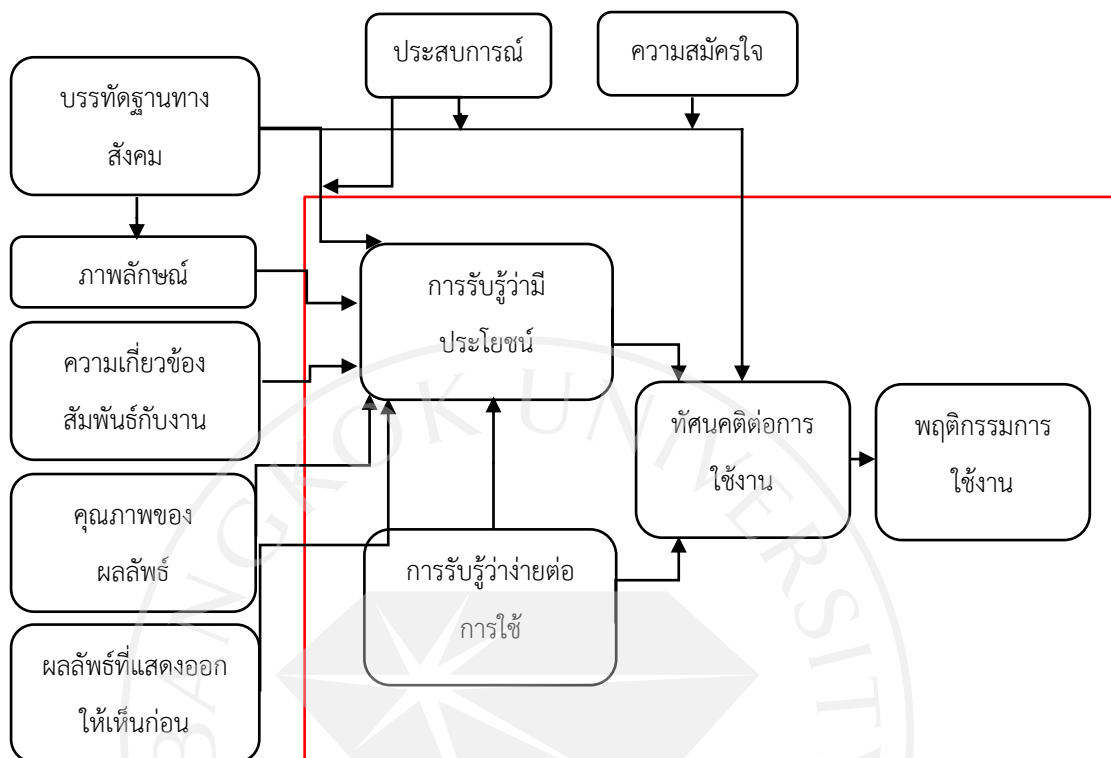 ประสบการณ์
ความสมัครใจ
บรรทัดฐานทาง
สังคม
ภาพลักษณ์
การรับรู้ว่ามี
ประโยชน์
ความเกี่ยวข้อง
สัมพันธ์กับงาน
ทัศนคติต่อการ
ใช้งาน
พฤติกรรมการ
ใช้งาน
คุณภาพของ
ผลลัพธ์
การรับรู้ว่าง่ายต่อ
การใช้
ผลลัพธ์ที่แสดงออก
ให้เห็นก่อน
BANGKOK UNIVERSITY